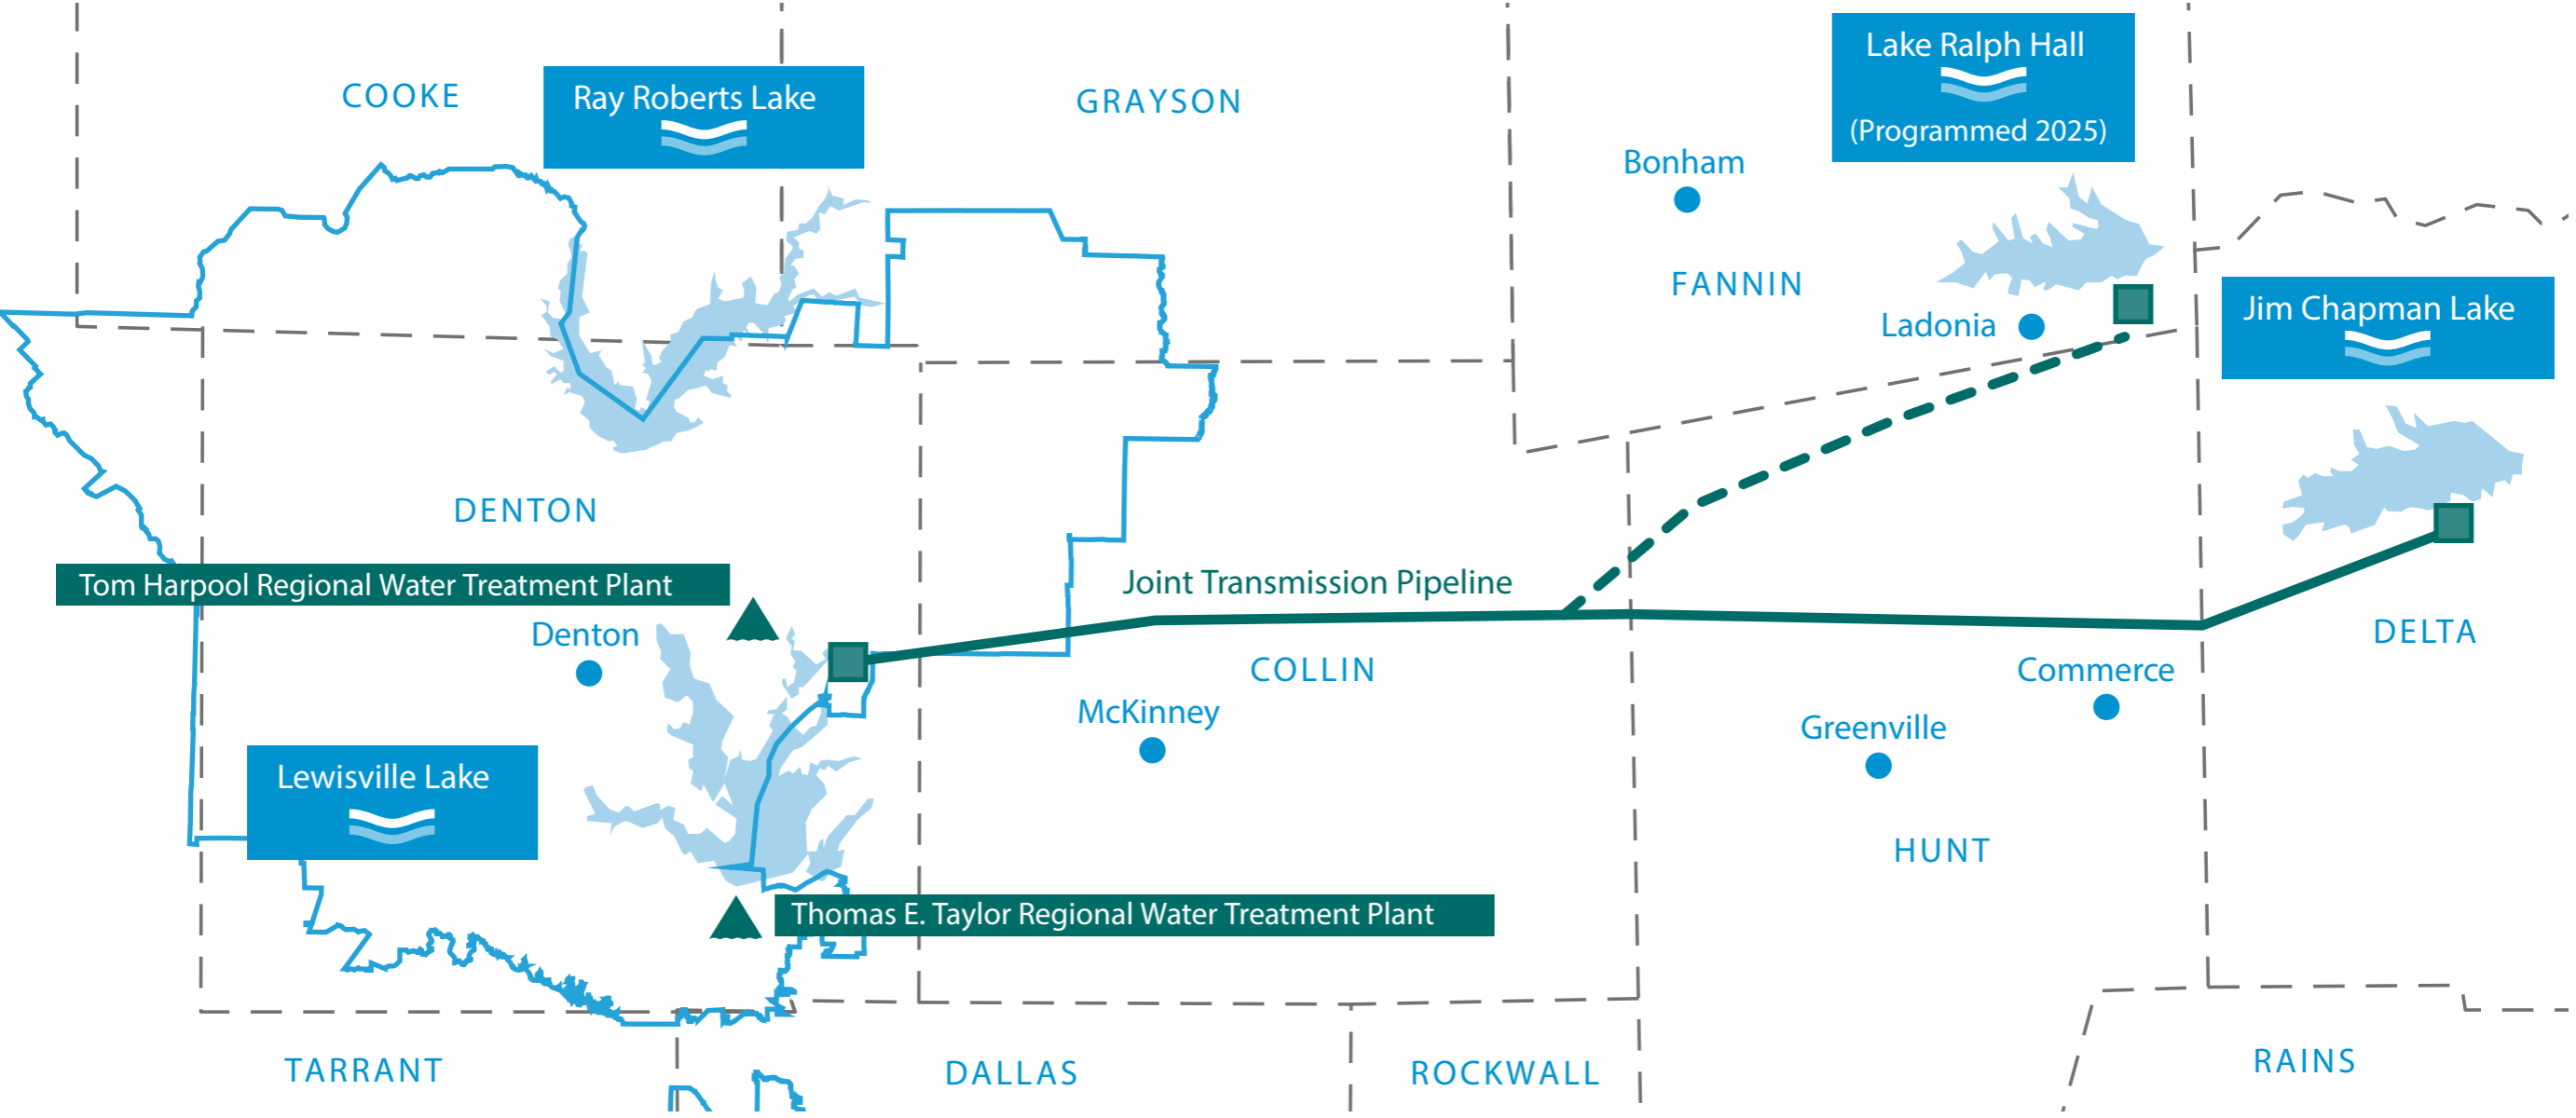 Lake Ralph Hall
(Programmed 2025)
COOKE
Ray Roberts Lake
GRAYSON
Bonham
FANNIN
Ladonia
Jim Chapman Lake
DENTON
Tom Harpool Regional Water Treatment Plant
Joint Transmission Pipeline
Denton
DELTA
COLLIN
Commerce
McKinney
Greenville
Lewisville Lake
HUNT
Thomas E. Taylor Regional Water Treatment Plant
TARRANT
DALLAS
ROCKWALL
RAINS